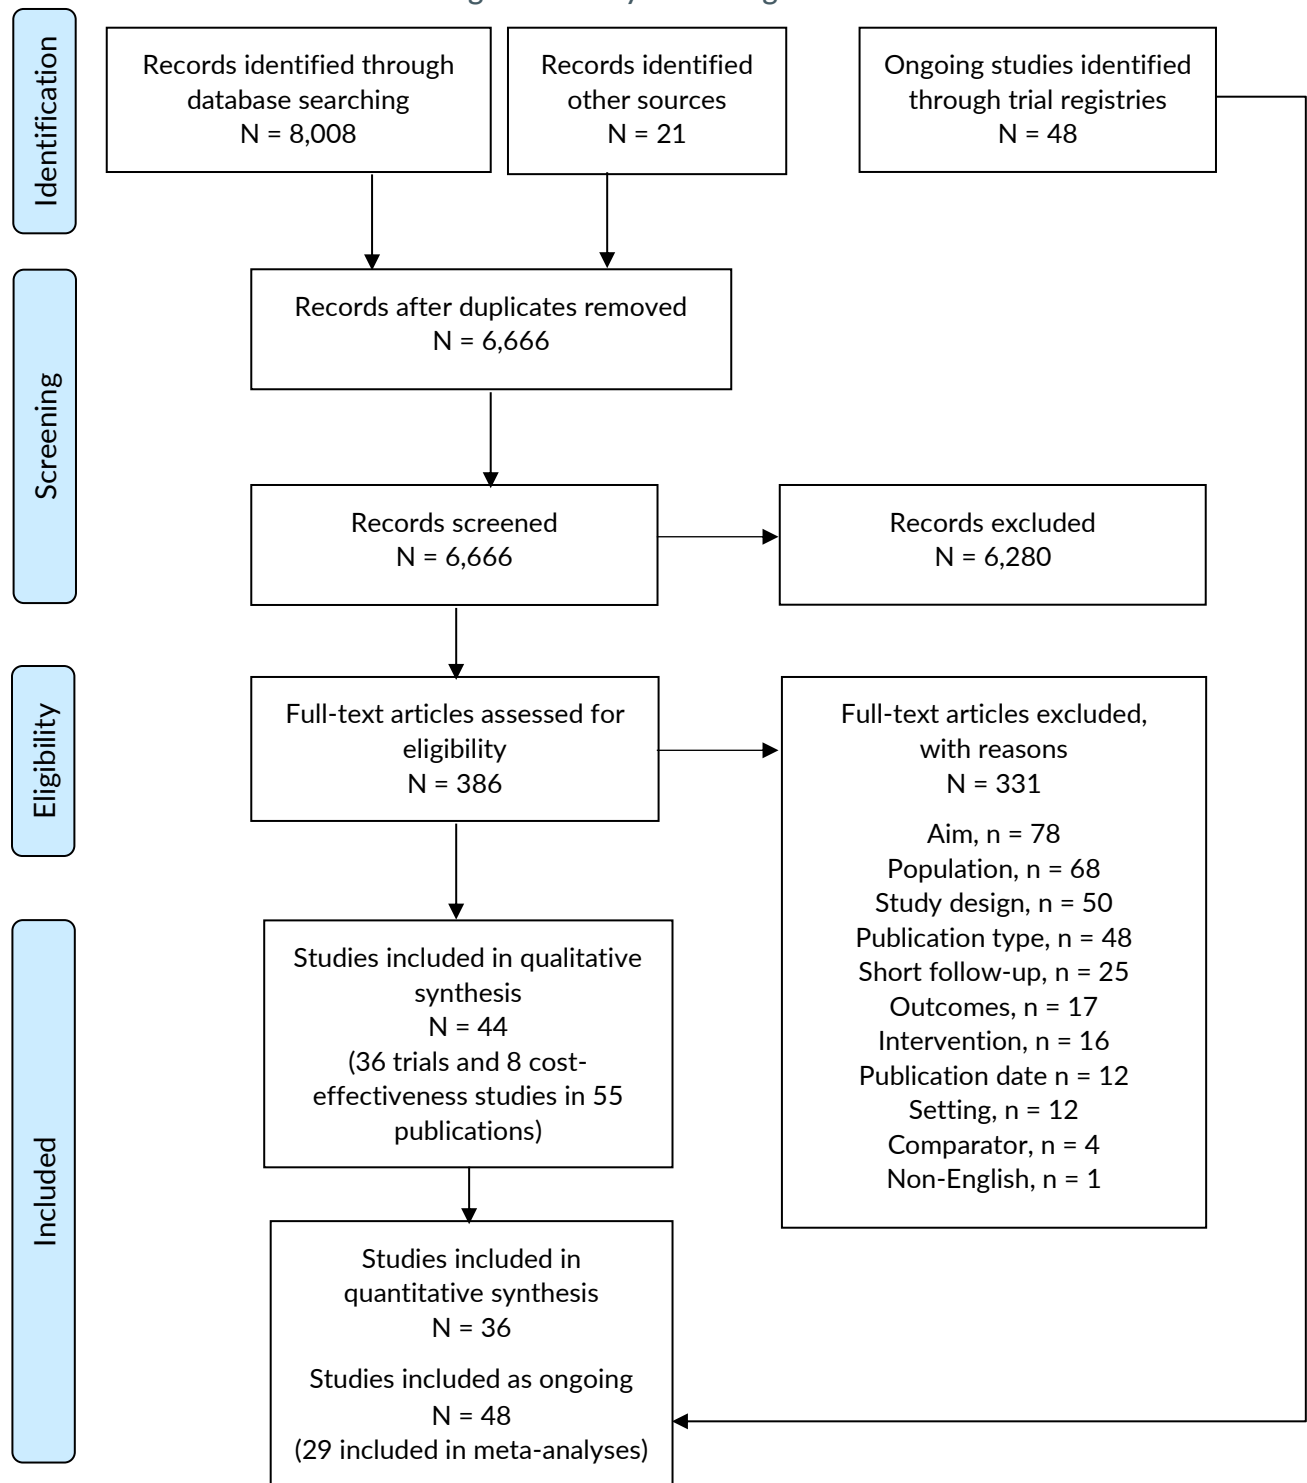 Identification
Records identified through
database searching
N = 8,008
Records identified
other sources
N = 21
Ongoing studies identified
through trial registries
N = 48
Screening
Records after duplicates removed
N = 6,666
Records screened
N = 6,666
Records excluded
N = 6,280
Eligibility
Full-text articles assessed for
eligibility
N = 386
Full-text articles excluded,
with reasons
N = 331
Aim, n = 78
Population, n = 68
Study design, n = 50
Publication type, n = 48
Short follow-up, n = 25
Outcomes, n = 17
Intervention, n = 16
Publication date n = 12
Setting, n = 12
Comparator, n = 4
Non-English, n = 1
Included
Studies included in qualitative
synthesis
N = 44
(36 trials and 8 cost-
effectiveness studies in 55
publications)
Studies included in
quantitative synthesis
N = 36
Studies included as ongoing
N = 48
(29 included in meta-analyses)